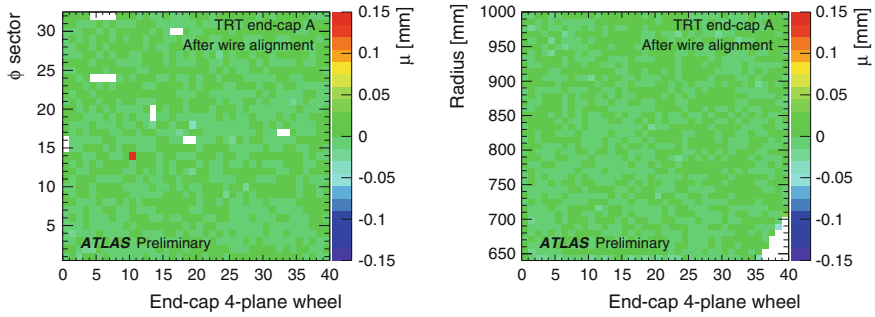 TRT end-cap A
After wire alignment
ATLAS Preliminary
φ sector
30
25
20
15
10
5
0 5 10 15 20 25 30 35 40
End-cap 4-plane wheel
0.15
0.1
0.05
0
-0.05
-0.1
-0.15
μ [mm]
TRT end-cap A
After wire alignment
ATLAS Preliminary
Radius [mm]
1000
950
900
850
800
750
700
650
0 5 10 15 20 25 30 35 40
End-cap 4-plane wheel
0.15
0.1
0.05
0
-0.05
-0.1
-0.15
μ [mm]